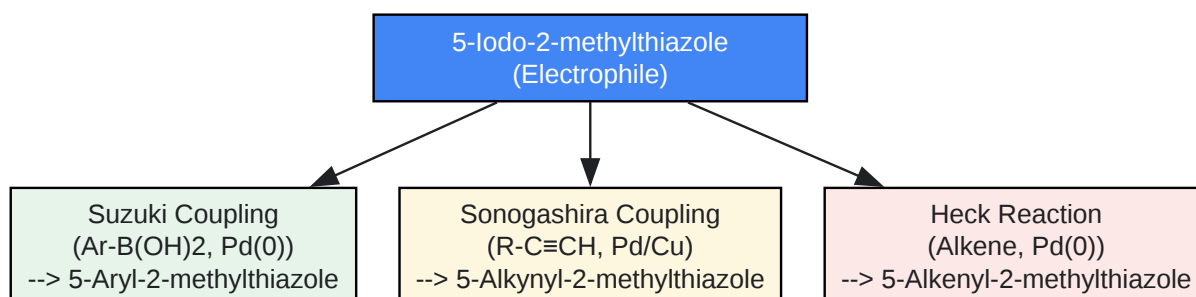 5-Iodo-2-methylthiazole
(Electrophile)
Suzuki Coupling
(Ar-B(OH)2, Pd(0))
--> 5-Aryl-2-methylthiazole
Sonogashira Coupling
(R-C≡CH, Pd/Cu)
--> 5-Alkynyl-2-methylthiazole
Heck Reaction
(Alkene, Pd(0))
--> 5-Alkenyl-2-methylthiazole